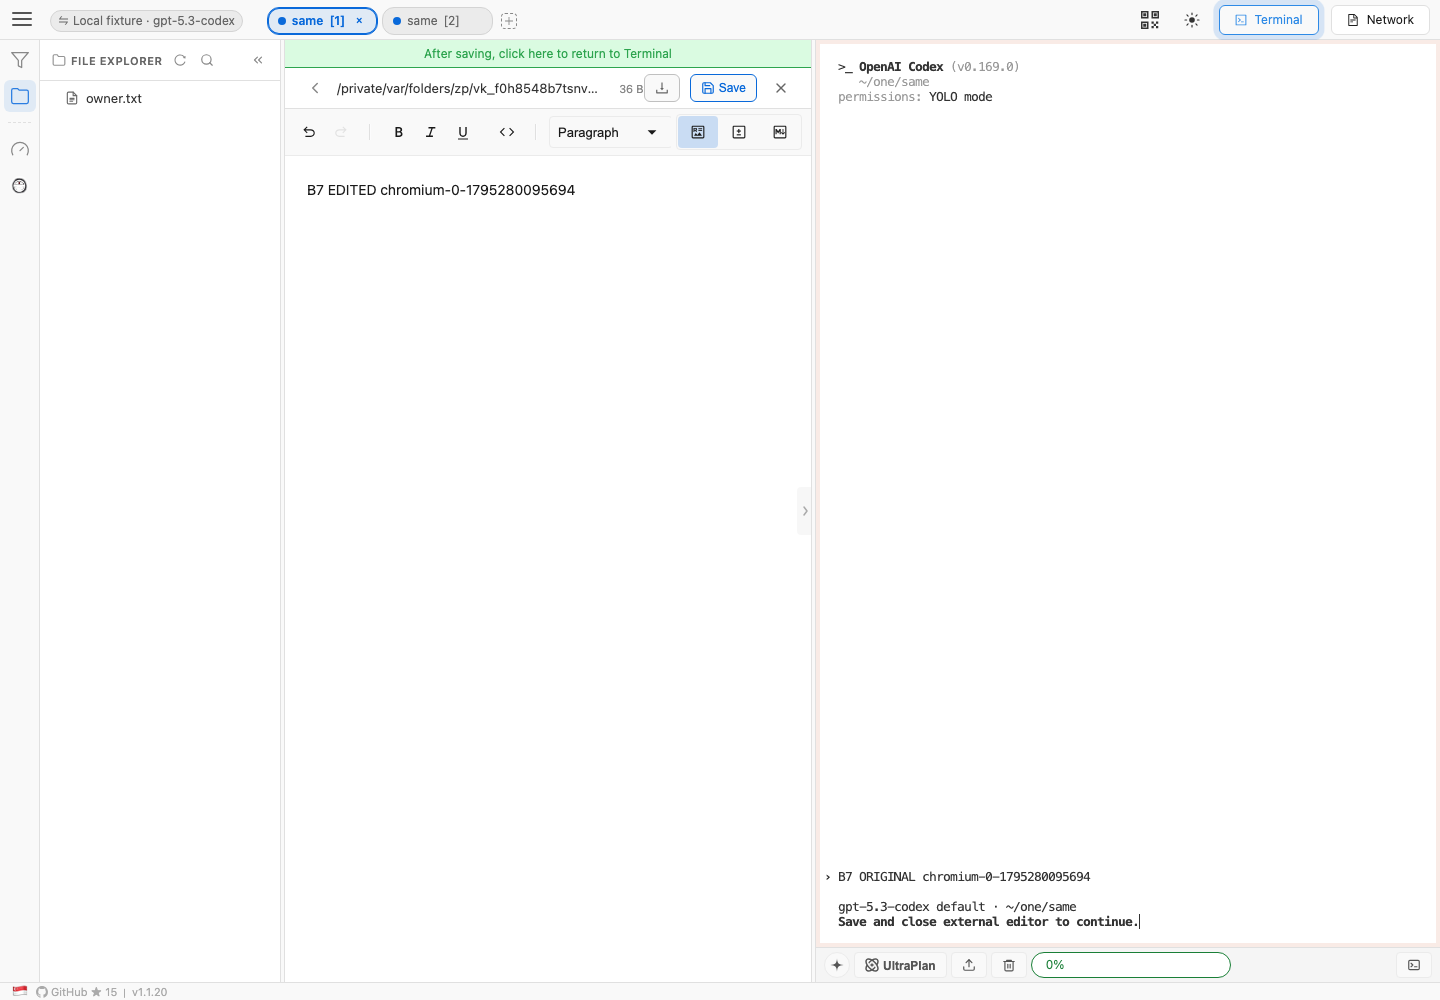 Local fixture · gpt-5.3-codex
same [1] ×
same [2]
Terminal
Network
FILE EXPLORER
owner.txt
After saving, click here to return to Terminal
/private/var/folders/zp/vk_f0h8548b7tsnv...
36 B
Save
B I U
Paragraph
B7 EDITED chromium-0-1795280095694
>_ OpenAI Codex (v0.169.0)
~/one/same
permissions: YOLO mode
› B7 ORIGINAL chromium-0-1795280095694
gpt-5.3-codex default · ~/one/same
Save and close external editor to continue.
UltraPlan
0%
GitHub ★ 15 | v1.1.20